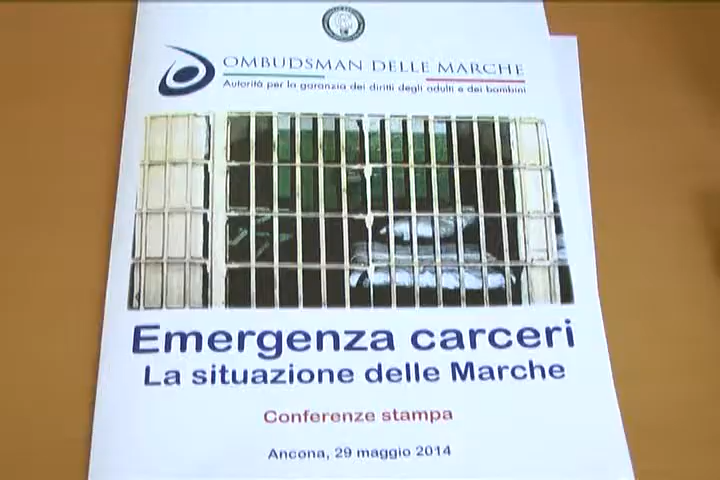 OMBUDSMAN DELLE MARCHE
Autorità per la garanzia dei diritti degli adulti e dei bambini
Emergenza carceri
La situazione delle Marche
Conferenze stampa
Ancona, 29 maggio 2014